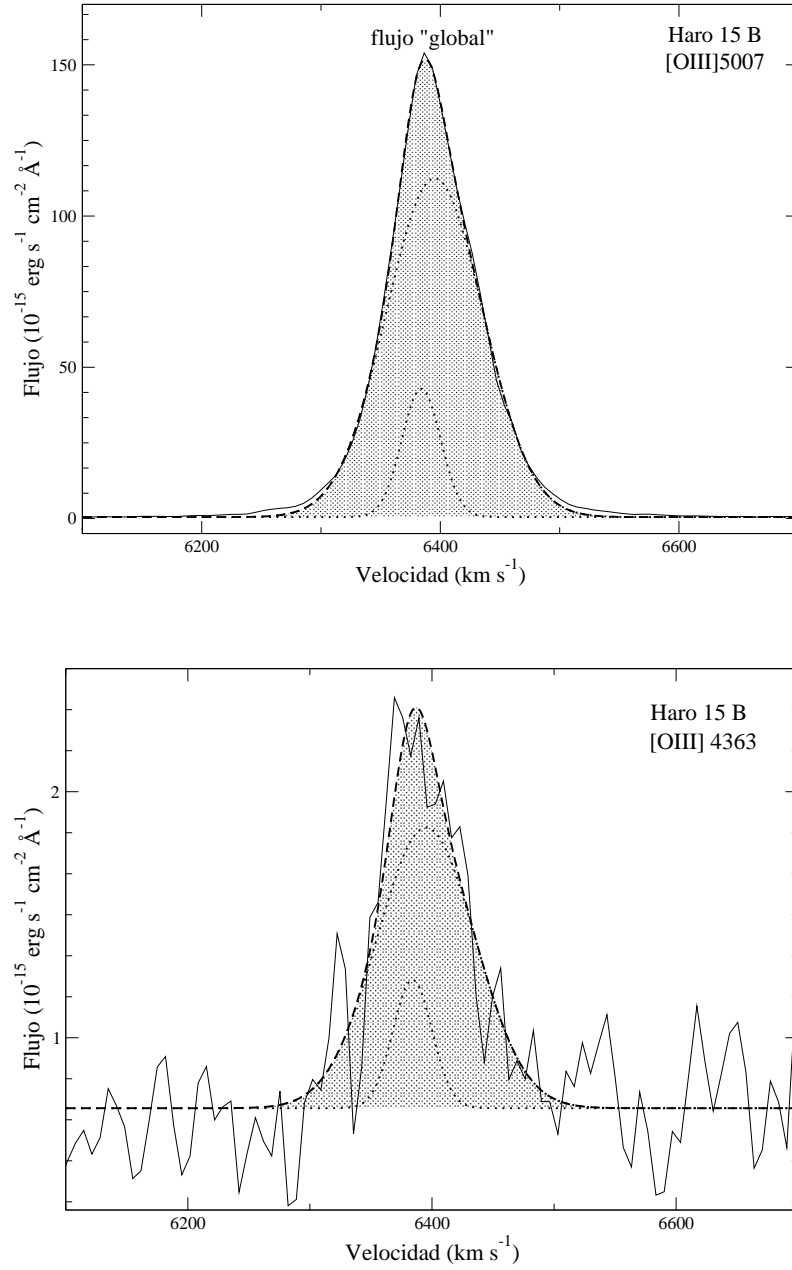 flujo "global"
Haro 15 B
[OIII]5007
150
100
50
0
Flujo (10⁻¹⁵ erg s⁻¹ cm⁻² Å⁻¹)
6200 6400 6600
Velocidad (km s⁻¹)
Haro 15 B
[OIII] 4363
2
1
Flujo (10⁻¹⁵ erg s⁻¹ cm⁻² Å⁻¹)
6200 6400 6600
Velocidad (km s⁻¹)